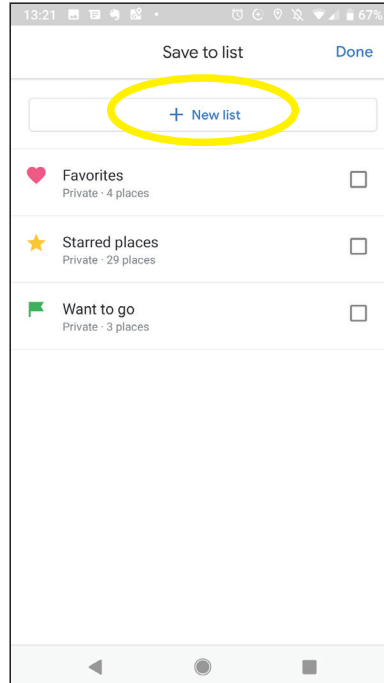 13:21 67%
Save to list Done
+ New list
Favorites
Private · 4 places
Starred places
Private · 29 places
Want to go
Private · 3 places